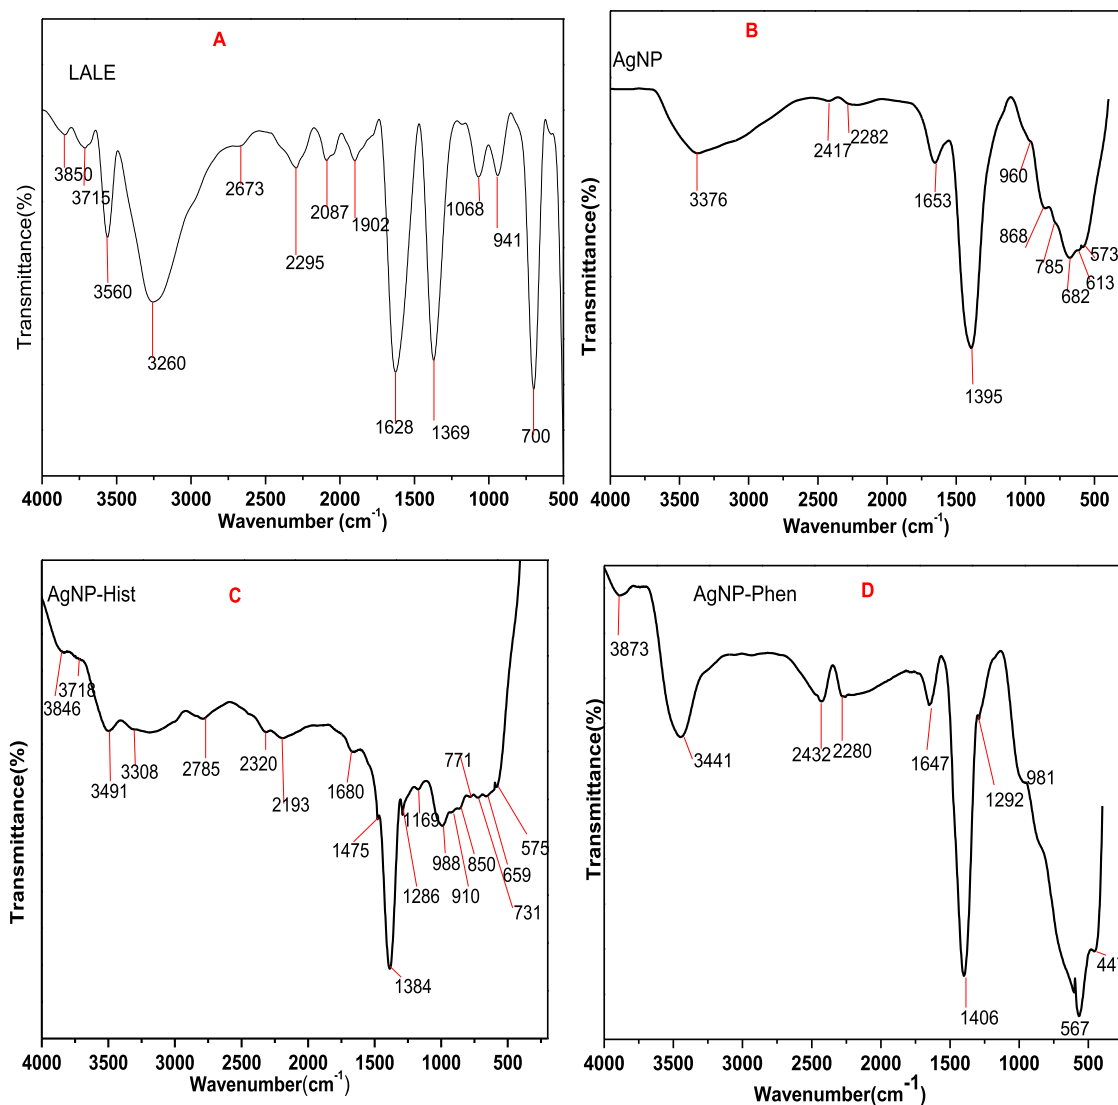 A
LALE
3850
3715
3560
3260
2673
2295
2087
1902
1628
1369
1068
941
700
Transmittance(%)
4000 3500 3000 2500 2000 1500 1000 500
Wavenumber (cm-1)
B
AgNP
3376
2417
2282
1653
1395
960
868
785
682
613
573
Transmittance(%)
4000 3500 3000 2500 2000 1500 1000 500
Wavenumber (cm-1)
AgNP-Hist
C
3846
3718
3491
3308
2785
2320
2193
1680
1475
1384
1286
1169
988
910
850
771
731
659
575
Transmittance(%)
4000 3500 3000 2500 2000 1500 1000 500
Wavenumber(cm-1)
AgNP-Phen
D
3873
3441
2432
2280
1647
1406
1292
981
567
Transmittance(%)
4000 3500 3000 2500 2000 1500 1000 500
Wavenumber(cm-1)